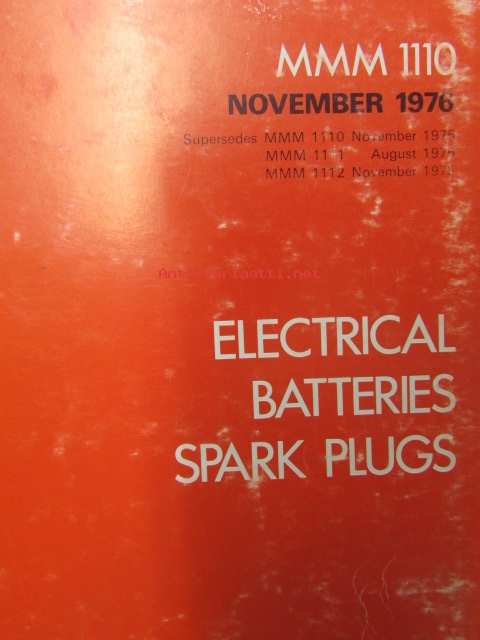 MMM 1110
NOVEMBER 1976
Supersedes MMM 1110 November 1975
MMM 1111 August 1975
MMM 1112 November
ELECTRICAL
BATTERIES
SPARK PLUGS